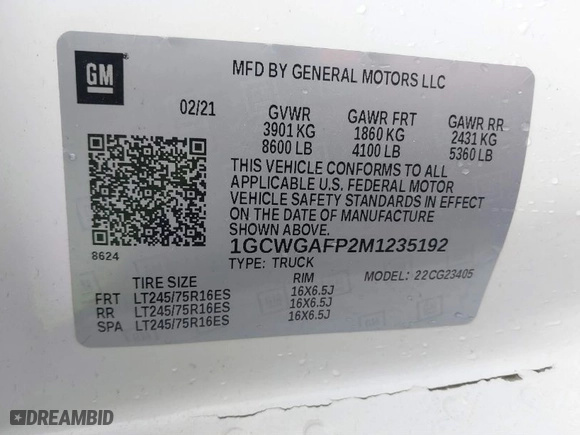 GM
MFD BY GENERAL MOTORS LLC
02/21
GVWR GAWR FRT GAWR RR
3901 KG 1860 KG 2431 KG
8600 LB 4100 LB 5360 LB
THIS VEHICLE CONFORMS TO ALL
APPLICABLE U.S. FEDERAL MOTOR
VEHICLE SAFETY STANDARDS IN EFFECT
ON THE DATE OF MANUFACTURE
SHOWN ABOVE.
8624
1GCWGAFP2M1235192
TYPE: TRUCK MODEL: 22CG23405
TIRE SIZE RIM
FRT LT245/75R16ES 16X6.5J
RR LT245/75R16ES 16X6.5J
SPA LT245/75R16ES 16X6.5J
DREAMBID